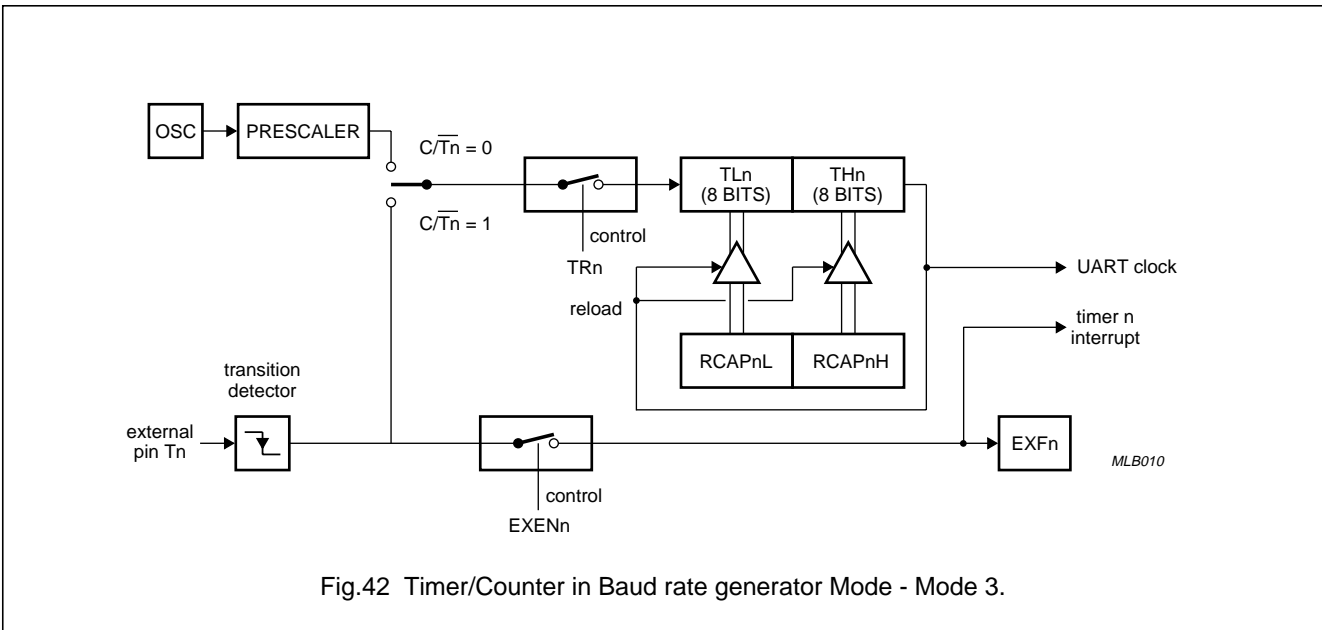 OSC
PRESCALER
C/T̅n̅ = 0
C/T̅n̅ = 1
control
TRn
TLn
(8 BITS)
THn
(8 BITS)
reload
UART clock
timer n
interrupt
RCAPnL
RCAPnH
transition
detector
external
pin Tn
control
EXENn
EXFn
MLB010
Fig.42 Timer/Counter in Baud rate generator Mode - Mode 3.